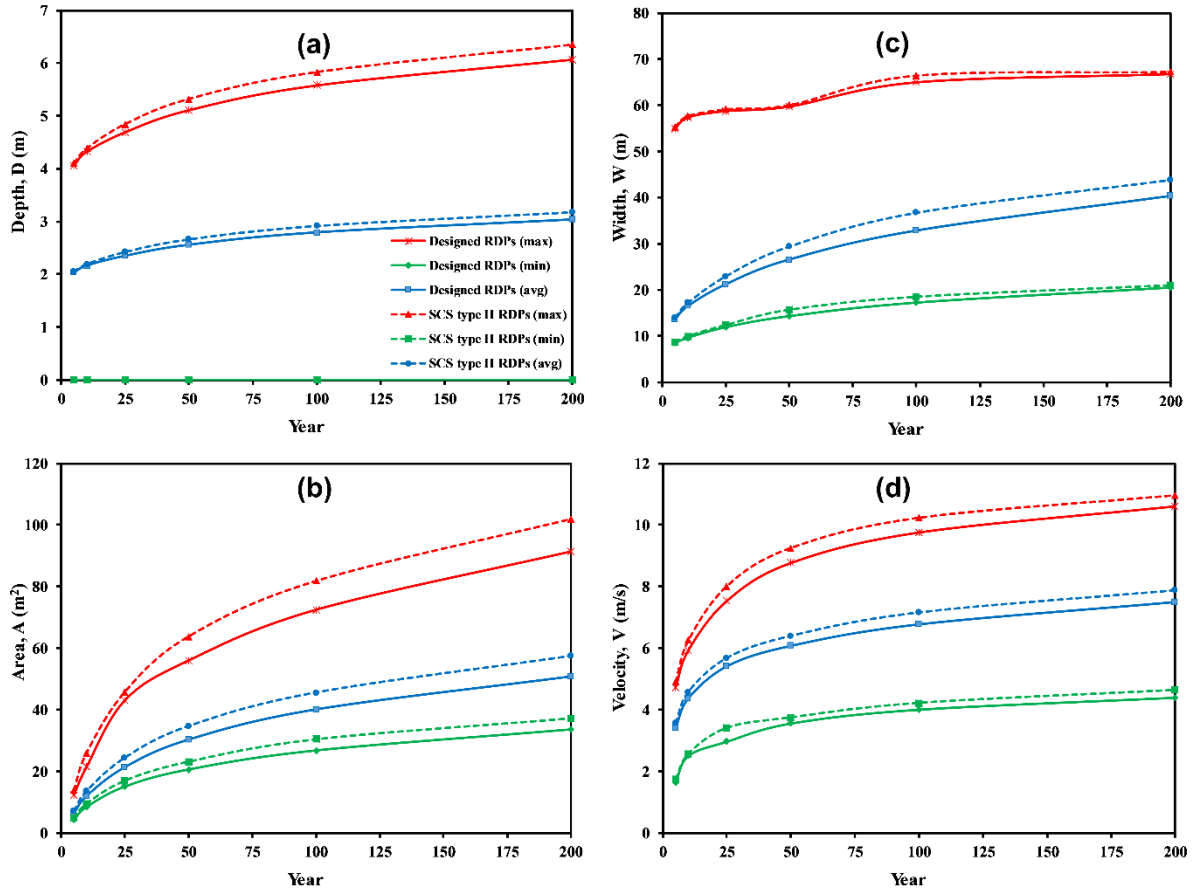 (a)
Depth, D (m)
7
6
5
4
3
2
1
0
Designed RDPs (max)
Designed RDPs (min)
Designed RDPs (avg)
SCS type II RDPs (max)
SCS type II RDPs (min)
SCS type II RDPs (avg)
0 25 50 75 100 125 150 175 200
Year
(c)
Width, W (m)
80
70
60
50
40
30
20
10
0
0 25 50 75 100 125 150 175 200
Year
(b)
Area, A (m²)
120
100
80
60
40
20
0
0 25 50 75 100 125 150 175 200
Year
(d)
Velocity, V (m/s)
12
10
8
6
4
2
0
0 25 50 75 100 125 150 175 200
Year